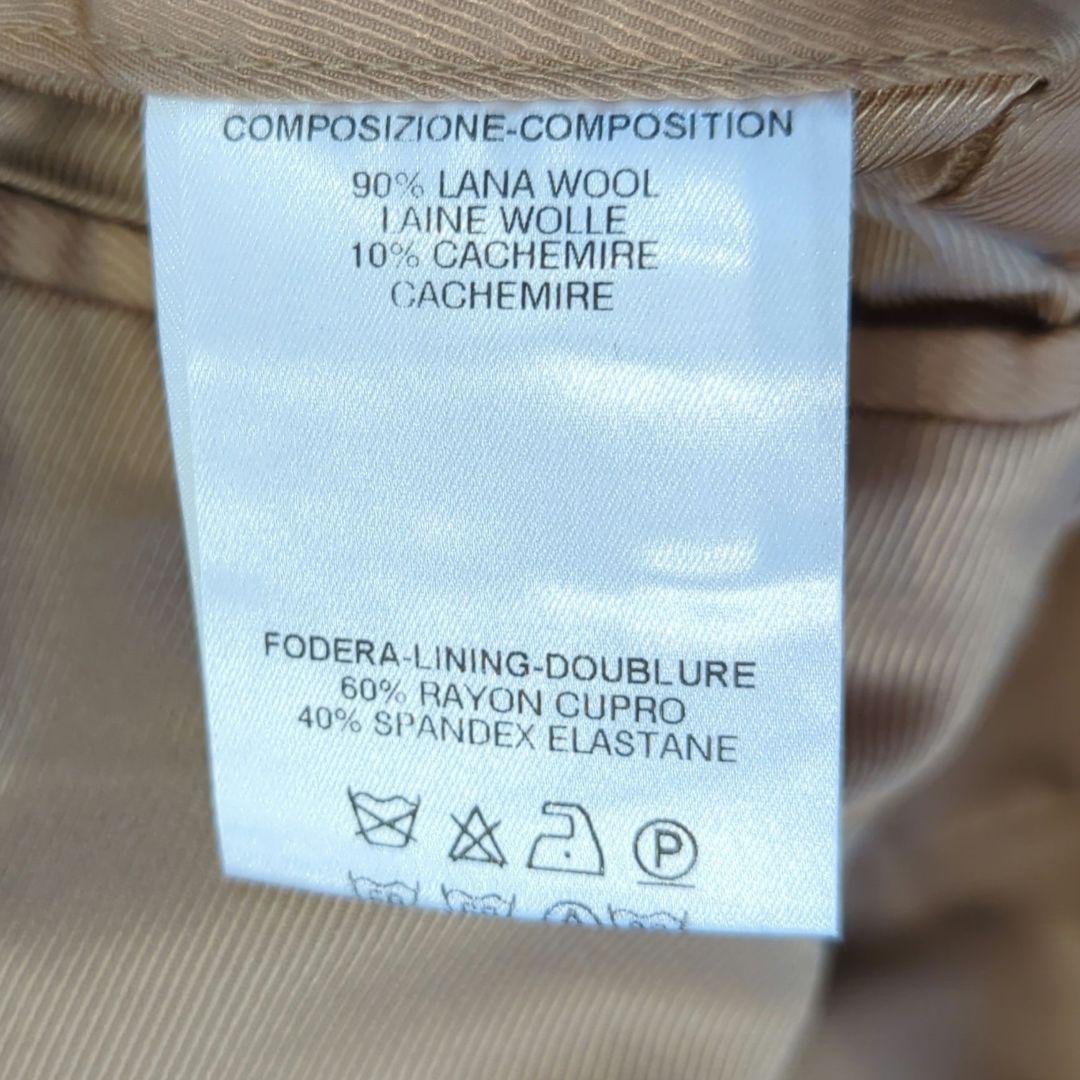 COMPOSIZIONE-COMPOSITION
90% LANA WOOL
LAINE WOLLE
10% CACHEMIRE
CACHEMIRE
FODERA-LINING-DOUBLURE
60% RAYON CUPRO
40% SPANDEX ELASTANE
P